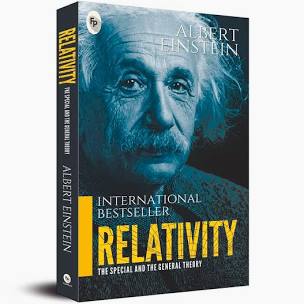 Fp
ALBERT
EINSTEIN
INTERNATIONAL
BESTSELLER
RELATIVITY
THE SPECIAL AND THE GENERAL THEORY
RELATIVITY
THE SPECIAL AND THE GENERAL THEORY
ALBERT EINSTEIN